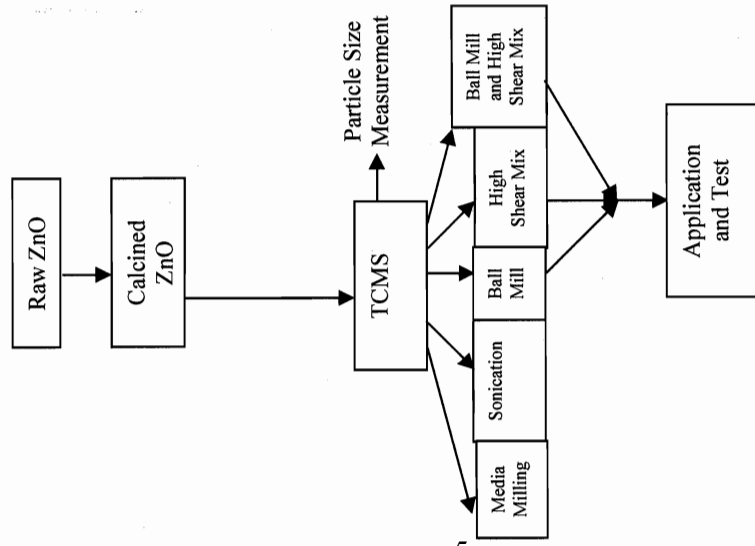 Raw ZnO
Calcined
ZnO
TCMS
Particle Size
Measurement
Media
Milling
Sonication
Ball
Mill
High
Shear Mix
Ball Mill
and High
Shear Mix
Application
and Test